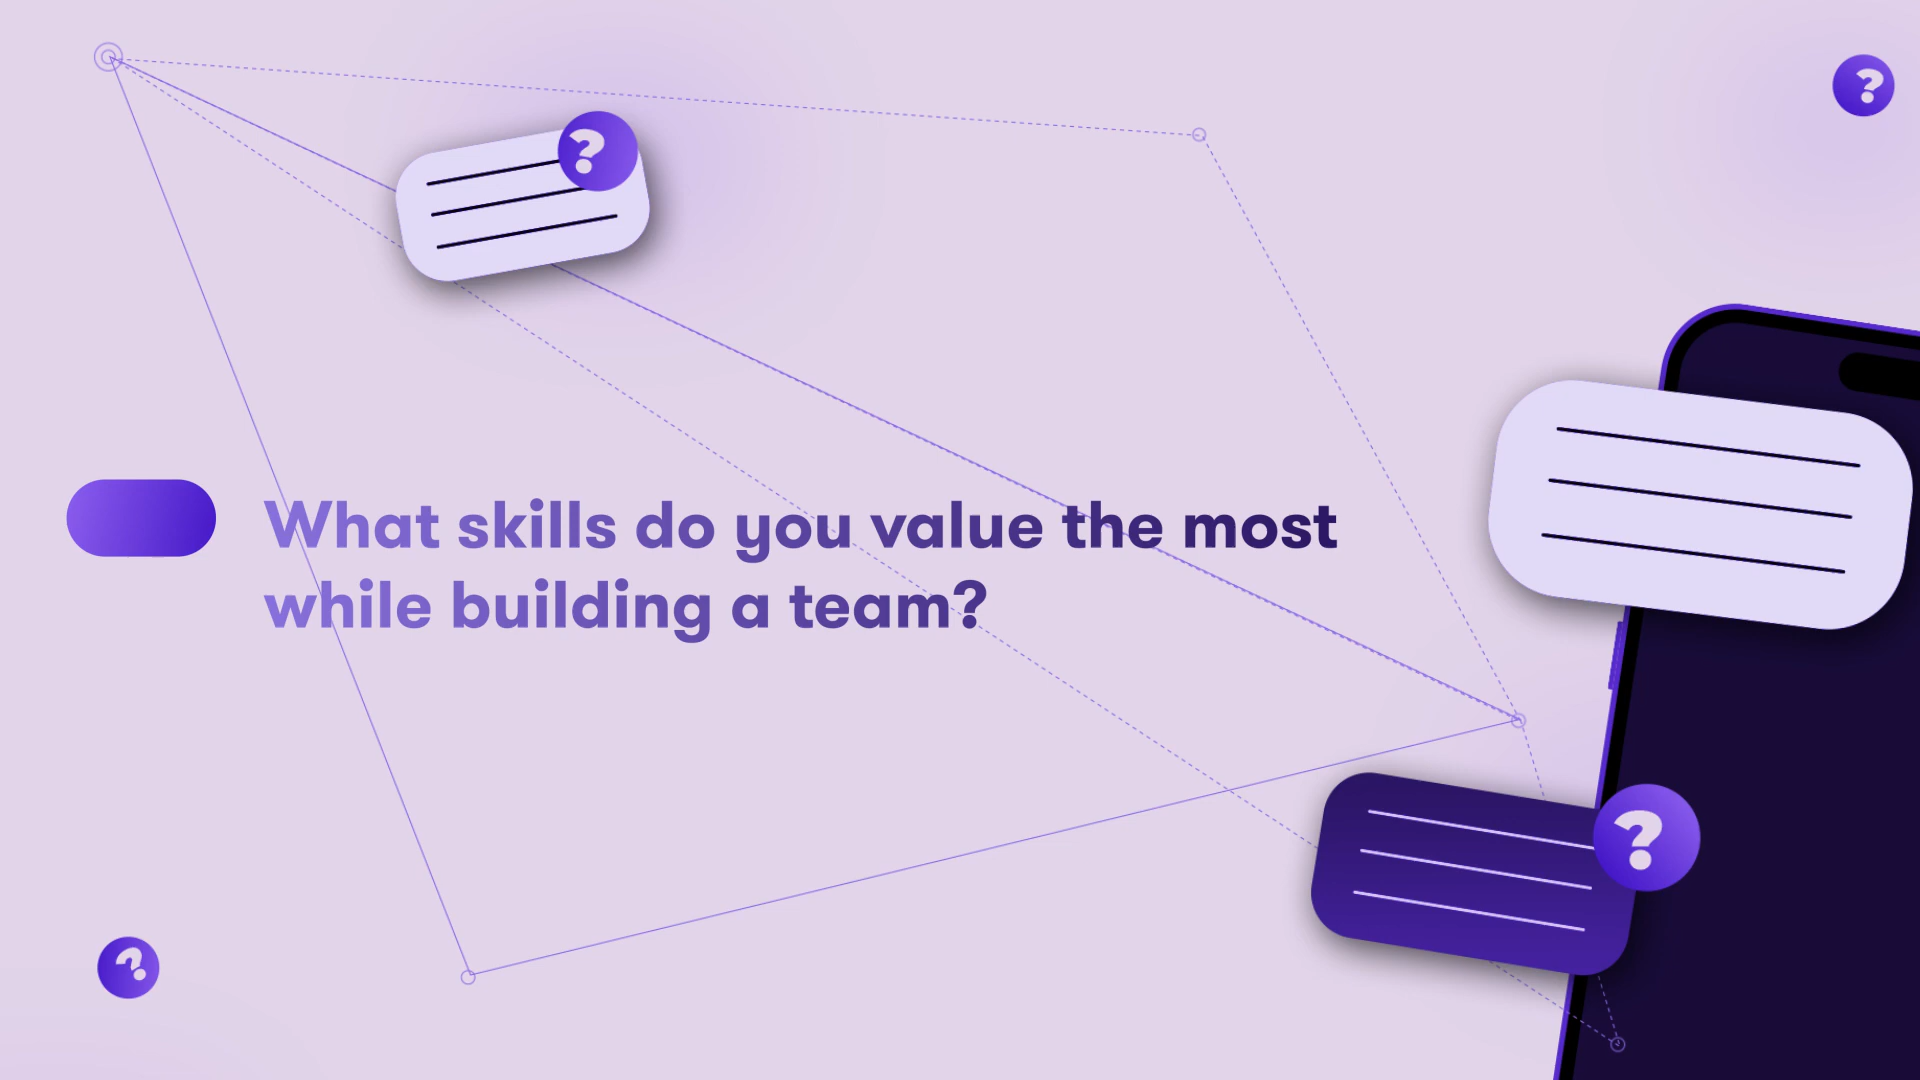 What skills do you value the most
while building a team?
?
?
?
?